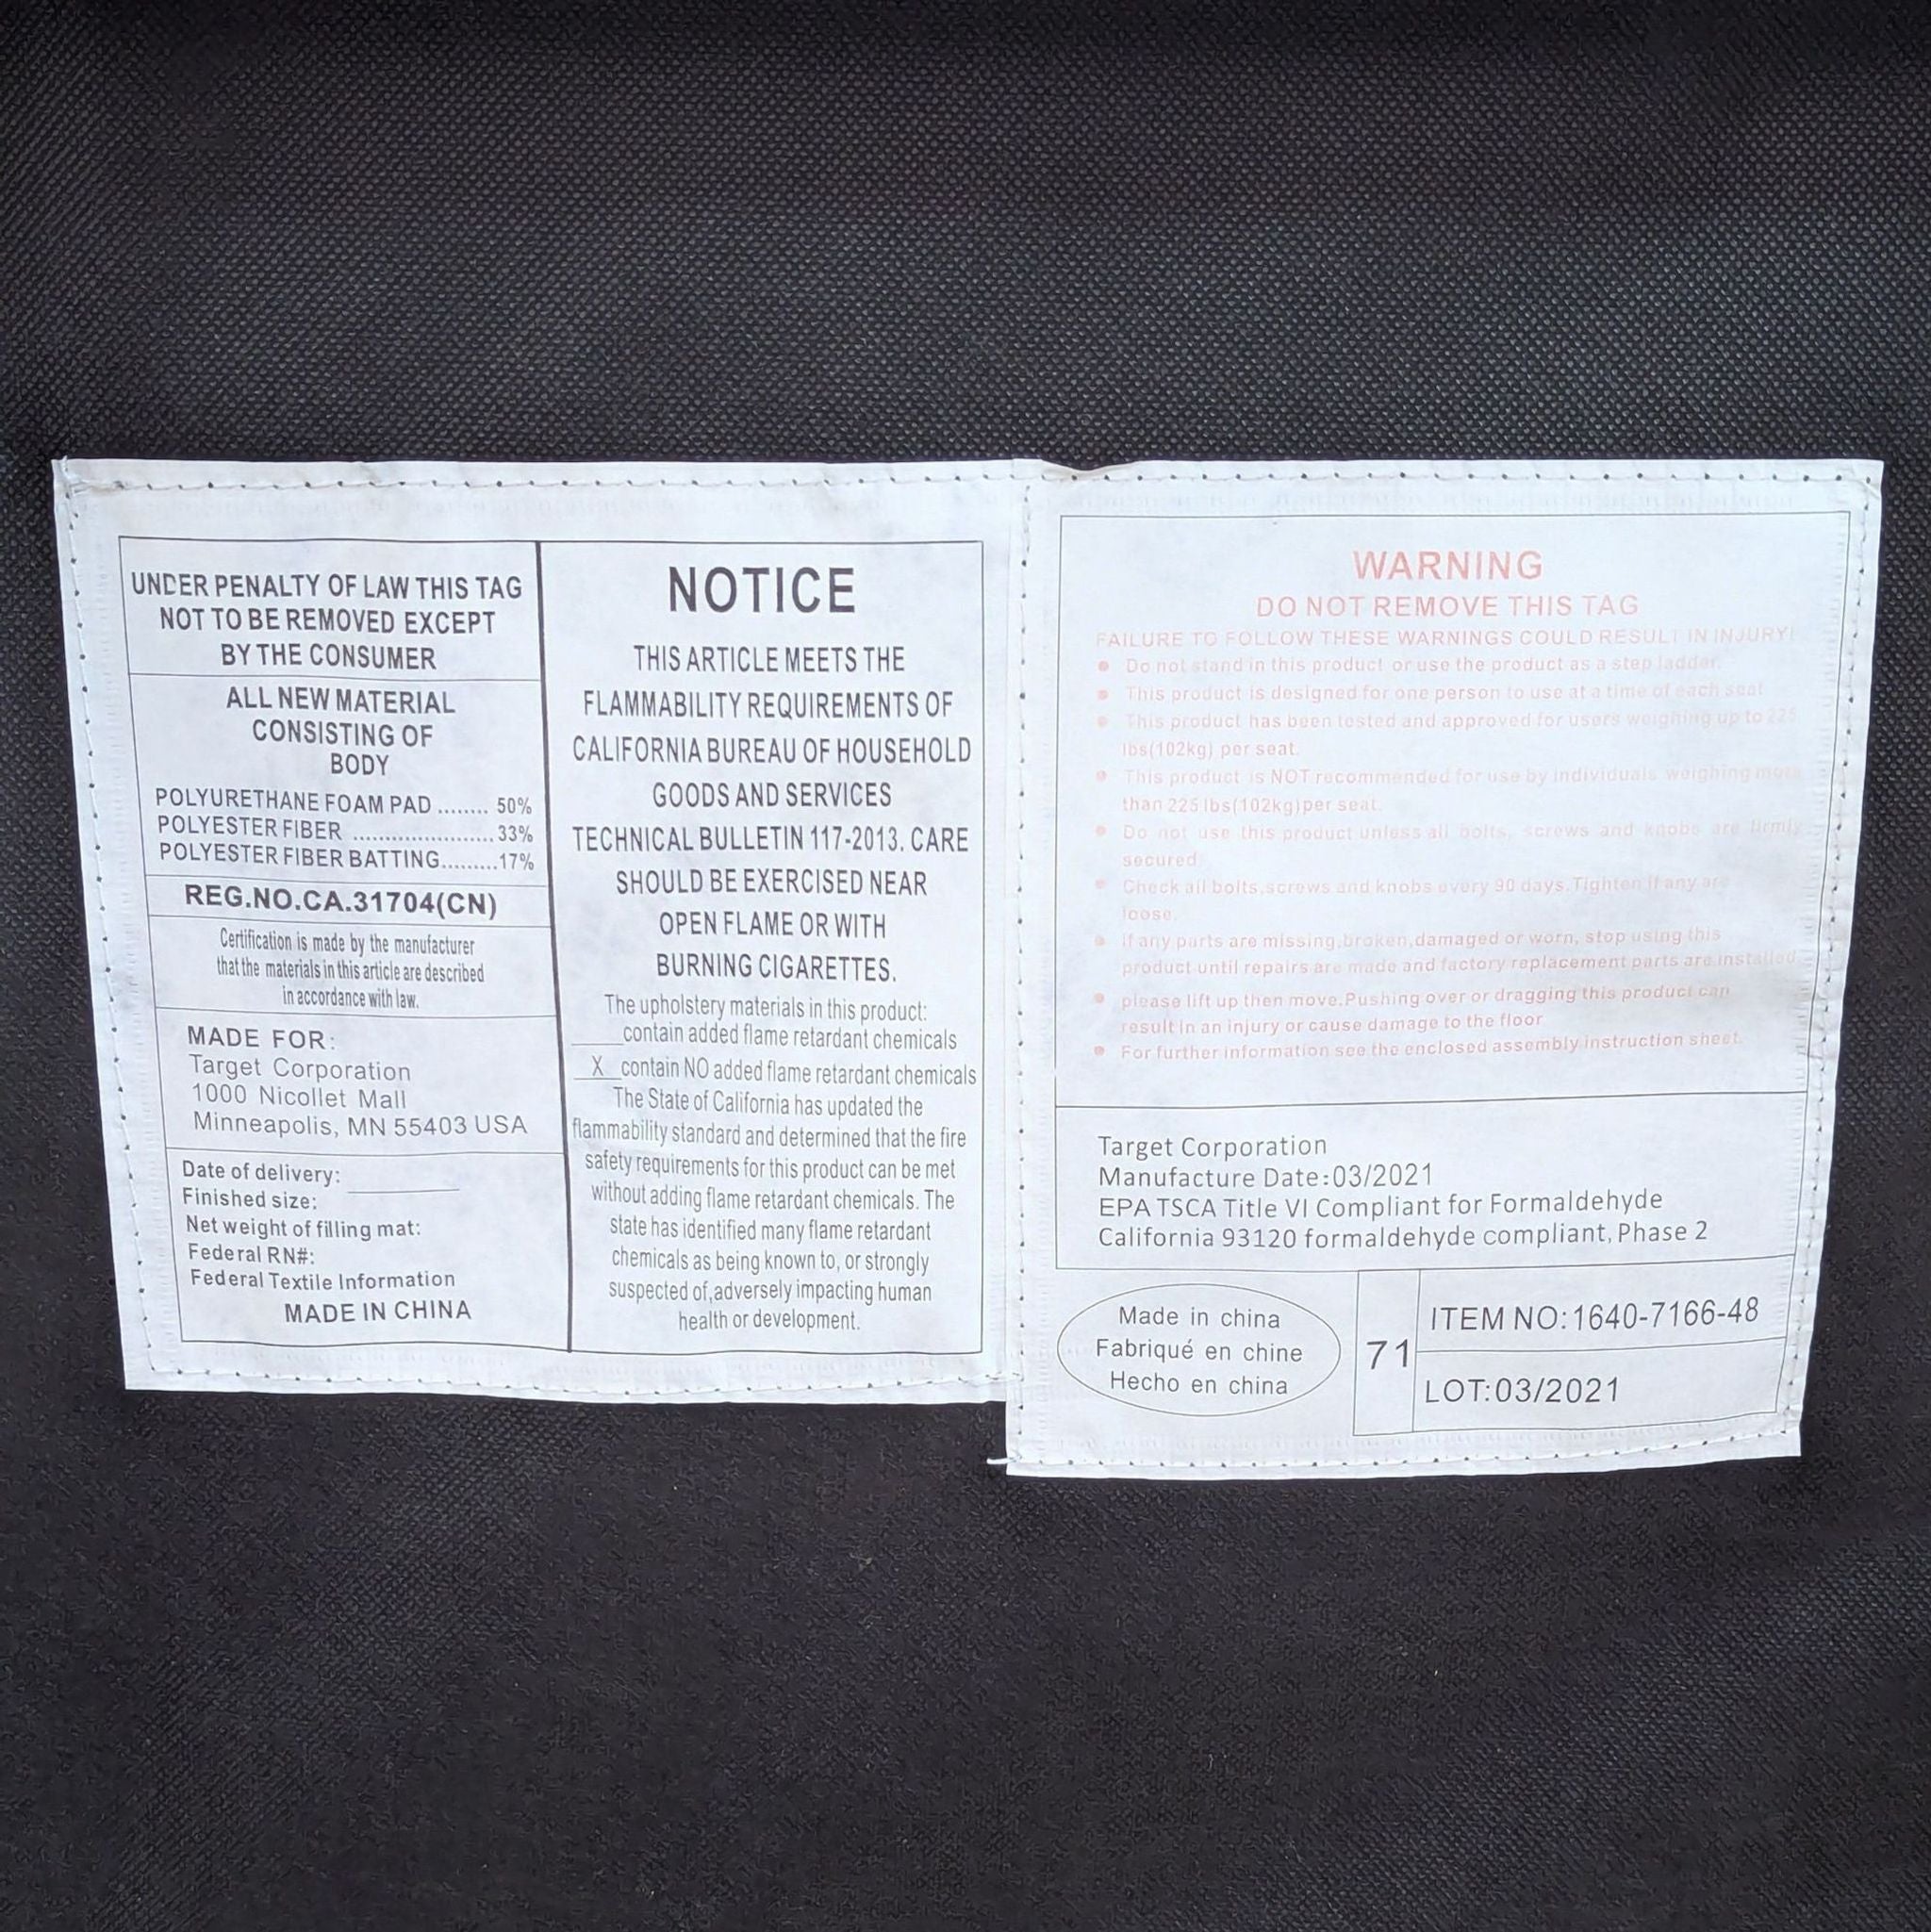 UNDER PENALTY OF LAW THIS TAG
NOT TO BE REMOVED EXCEPT
BY THE CONSUMER
ALL NEW MATERIAL
CONSISTING OF
BODY
POLYURETHANE FOAM PAD ........ 50%
POLYESTER FIBER ...................... 33%
POLYESTER FIBER BATTING.........17%
REG.NO.CA.31704(CN)
Certification is made by the manufacturer
that the materials in this article are described
in accordance with law.
MADE FOR:
Target Corporation
1000 Nicollet Mall
Minneapolis, MN 55403 USA
Date of delivery:
Finished size:
Net weight of filling mat:
Federal RN#:
Federal Textile Information
MADE IN CHINA
NOTICE
THIS ARTICLE MEETS THE
FLAMMABILITY REQUIREMENTS OF
CALIFORNIA BUREAU OF HOUSEHOLD
GOODS AND SERVICES
TECHNICAL BULLETIN 117-2013. CARE
SHOULD BE EXERCISED NEAR
OPEN FLAME OR WITH
BURNING CIGARETTES.
The upholstery materials in this product:
____contain added flame retardant chemicals
_X_contain NO added flame retardant chemicals
The State of California has updated the
flammability standard and determined that the fire
safety requirements for this product can be met
without adding flame retardant chemicals. The
state has identified many flame retardant
chemicals as being known to, or strongly
suspected of,adversely impacting human
health or development.
WARNING
DO NOT REMOVE THIS TAG
FAILURE TO FOLLOW THESE WARNINGS COULD RESULT IN INJURY!
• Do not stand in this product or use the product as a step ladder.
• This product is designed for one person to use at a time of each seat
• This product has been tested and approved for users weighing up to 225
lbs(102kg) per seat.
• This product is NOT recommended for use by individuals weighing more
than 225 lbs(102kg)per seat.
• Do not use this product unless all bolts, screws and knobs are firmly
secured.
• Check all bolts,screws and knobs every 90 days.Tighten if any are
loose.
• If any parts are missing,broken,damaged or worn, stop using this
product until repairs are made and factory replacement parts are installed.
• please lift up then move.Pushing over or dragging this product can
result in an injury or cause damage to the floor
• For further information see the enclosed assembly instruction sheet.
Target Corporation
Manufacture Date:03/2021
EPA TSCA Title VI Compliant for Formaldehyde
California 93120 formaldehyde compliant, Phase 2
Made in china
Fabriqué en chine
Hecho en china
71
ITEM NO:1640-7166-48
LOT:03/2021